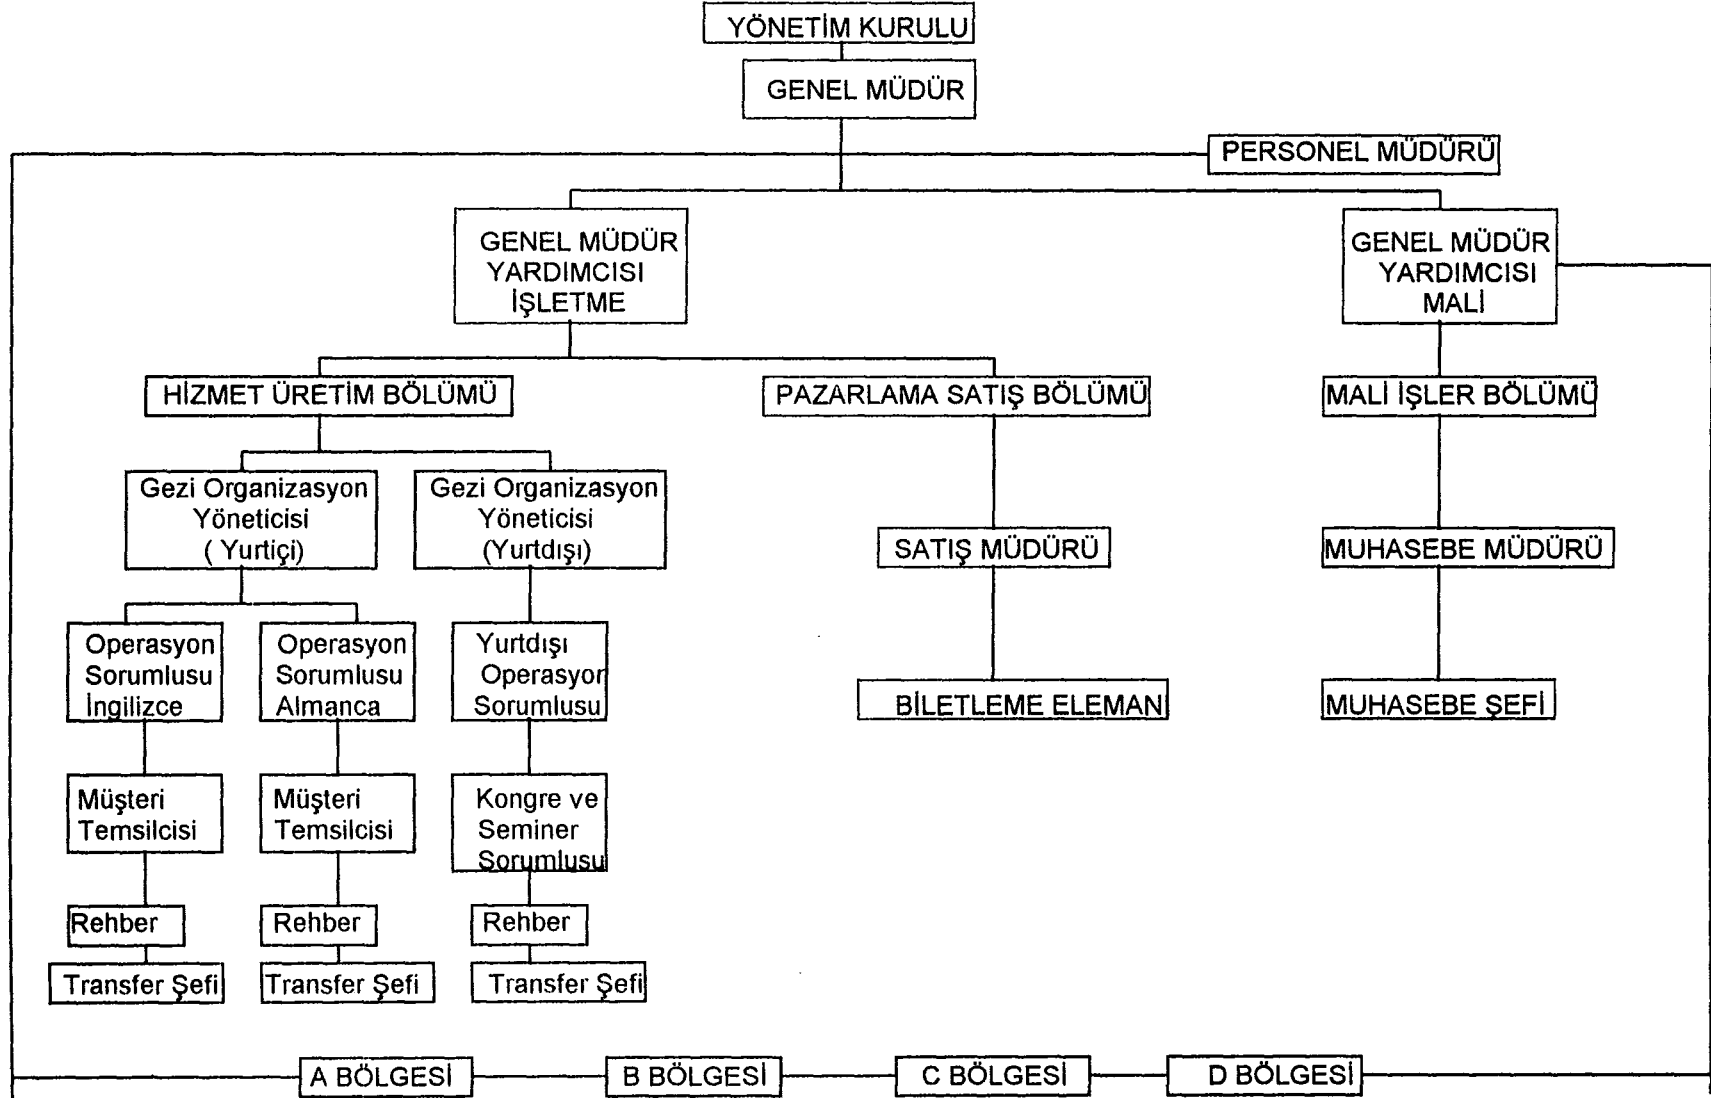 YÖNETİM KURULU
GENEL MÜDÜR
PERSONEL MÜDÜRÜ
GENEL MÜDÜR
YARDIMCISI
İŞLETME
GENEL MÜDÜR
YARDIMCISI
MALİ
HİZMET ÜRETİM BÖLÜMÜ
PAZARLAMA SATIŞ BÖLÜMÜ
MALİ İŞLER BÖLÜMÜ
Gezi Organizasyon
Yöneticisi
( Yurtiçi)
Gezi Organizasyon
Yöneticisi
(Yurtdışı)
SATIŞ MÜDÜRÜ
MUHASEBE MÜDÜRÜ
Operasyon
Sorumlusu
İngilizce
Operasyon
Sorumlusu
Almanca
Yurtdışı
Operasyon
Sorumlusu
BİLETLEME ELEMAN
MUHASEBE ŞEFİ
Müşteri
Temsilcisi
Müşteri
Temsilcisi
Kongre ve
Seminer
Sorumlusu
Rehber
Rehber
Rehber
Transfer Şefi
Transfer Şefi
Transfer Şefi
A BÖLGESİ
B BÖLGESİ
C BÖLGESİ
D BÖLGESİ